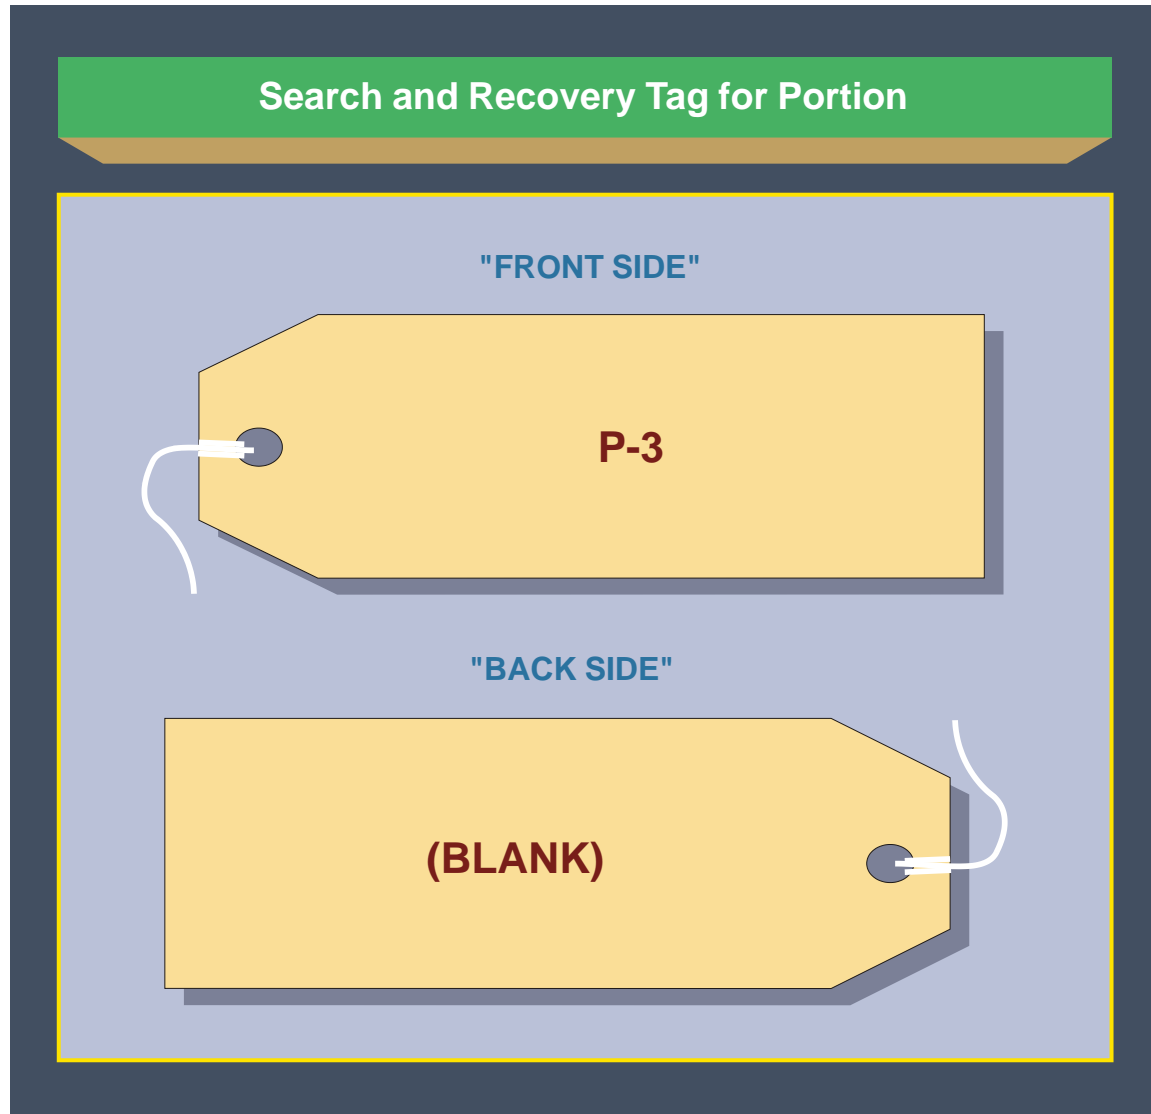 Search and Recovery Tag for Portion
"FRONT SIDE"
P-3
"BACK SIDE"
(BLANK)